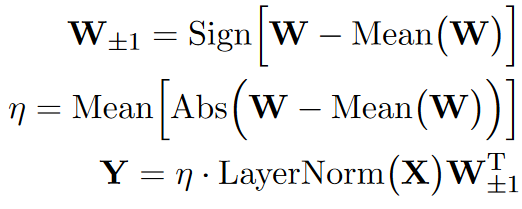 W±1 = Sign[W − Mean(W)]
η = Mean[Abs(W − Mean(W))]
Y = η · LayerNorm(X)W±1^T